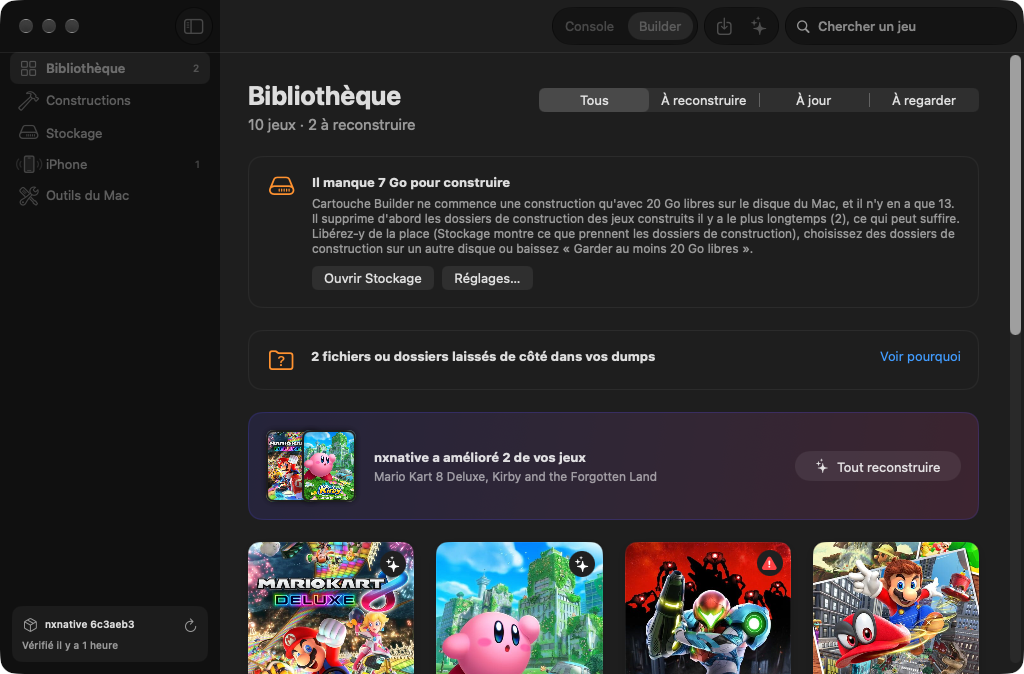 Console
Builder
Chercher un jeu
Bibliothèque 2
Constructions
Stockage
iPhone 1
Outils du Mac
nxnative 6c3aeb3
Vérifié il y a 1 heure
Bibliothèque
10 jeux · 2 à reconstruire
Tous
À reconstruire
À jour
À regarder
Il manque 7 Go pour construire
Cartouche Builder ne commence une construction qu'avec 20 Go libres sur le disque du Mac, et il n'y en a que 13.
Il supprime d'abord les dossiers de construction des jeux construits il y a le plus longtemps (2), ce qui peut suffire.
Libérez-y de la place (Stockage montre ce que prennent les dossiers de construction), choisissez des dossiers de
construction sur un autre disque ou baissez « Garder au moins 20 Go libres ».
Ouvrir Stockage
Réglages...
2 fichiers ou dossiers laissés de côté dans vos dumps
Voir pourquoi
nxnative a amélioré 2 de vos jeux
Mario Kart 8 Deluxe, Kirby and the Forgotten Land
Tout reconstruire
MARIOKART 8
DELUXE